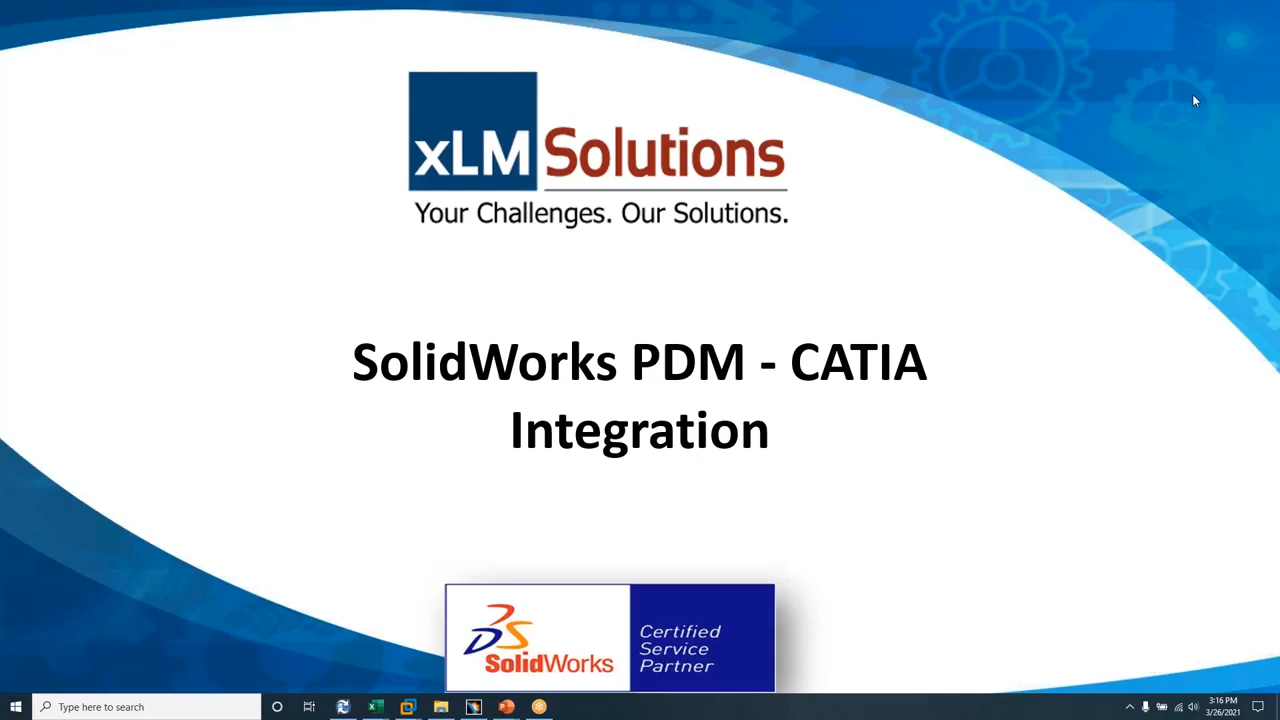 xLM Solutions
Your Challenges. Our Solutions.
SolidWorks PDM - CATIA
Integration
Certified
Service
Partner
SolidWorks
Type here to search
3:16 PM
3/26/2021